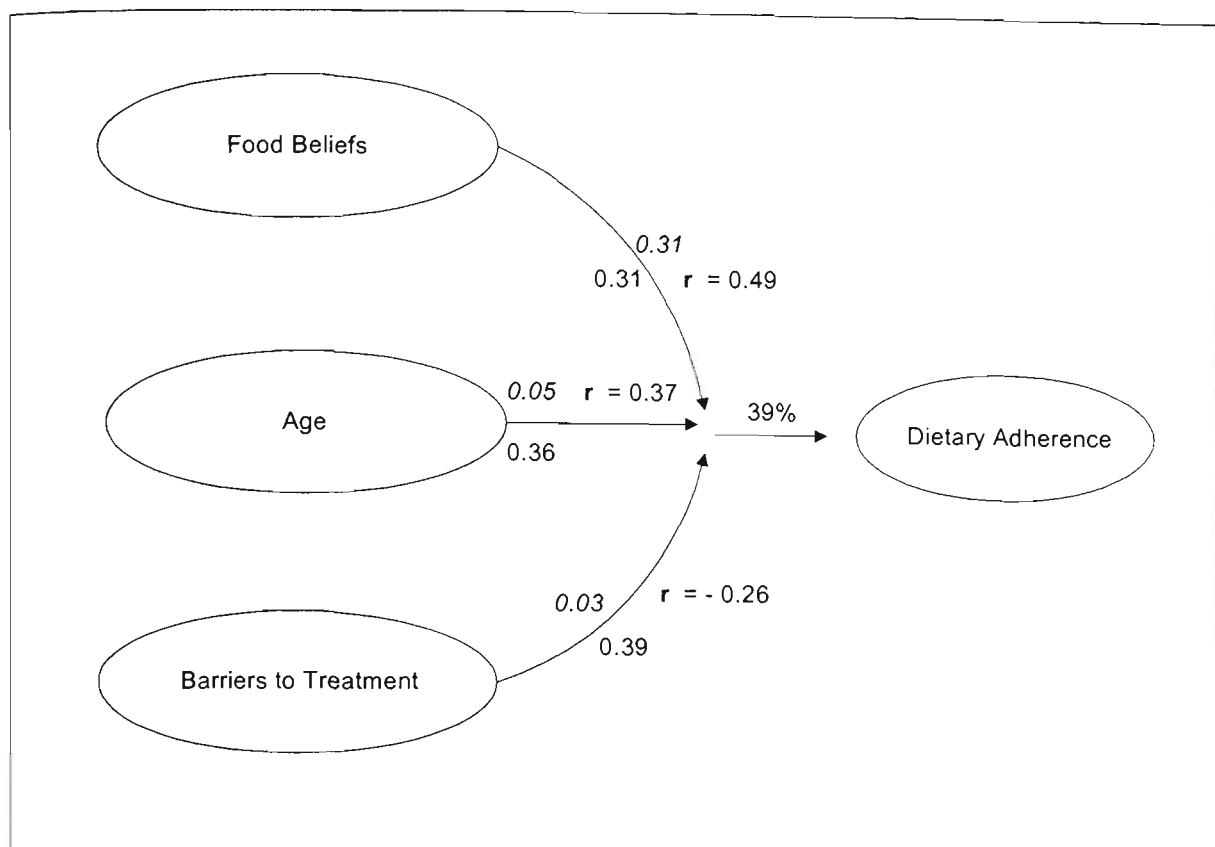 Food Beliefs
0.31
0.31 r = 0.49
0.05 r = 0.37
Age
0.36
39%
Dietary Adherence
0.03 r = - 0.26
0.39
Barriers to Treatment